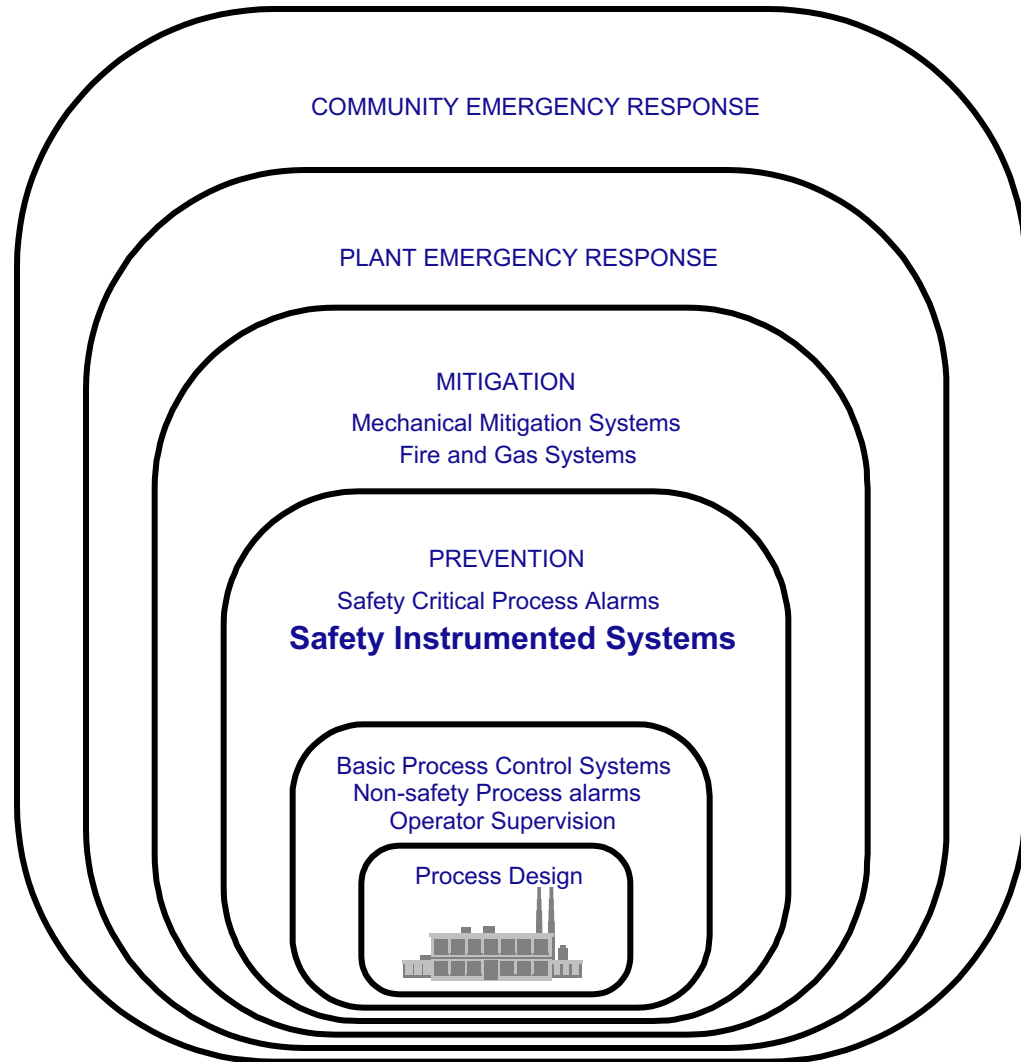 COMMUNITY EMERGENCY RESPONSE
PLANT EMERGENCY RESPONSE
MITIGATION
Mechanical Mitigation Systems
Fire and Gas Systems
PREVENTION
Safety Critical Process Alarms
Safety Instrumented Systems
Basic Process Control Systems
Non-safety Process alarms
Operator Supervision
Process Design